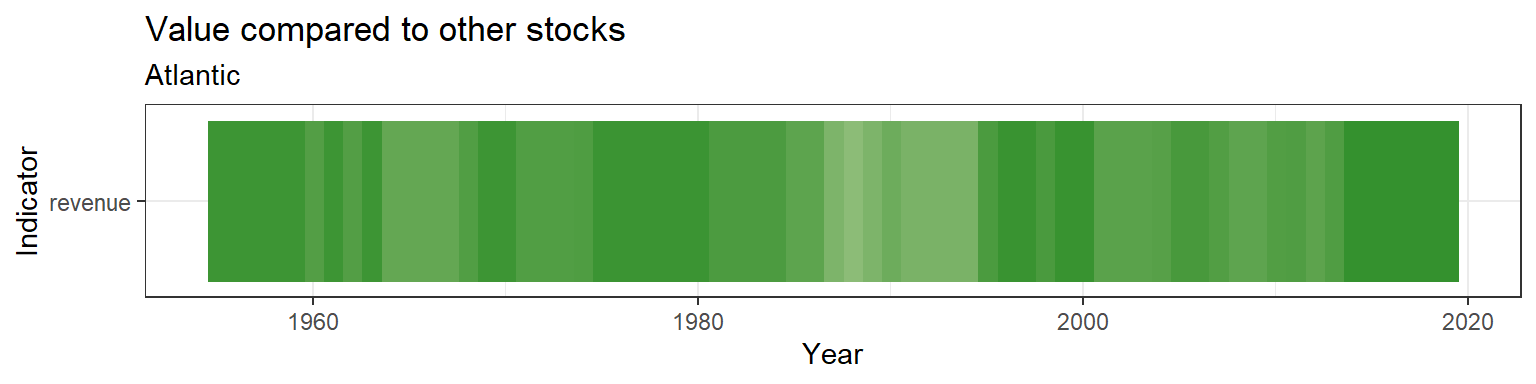 Value compared to other stocks
Atlantic
Indicator
revenue
1960 1980 2000 2020
Year